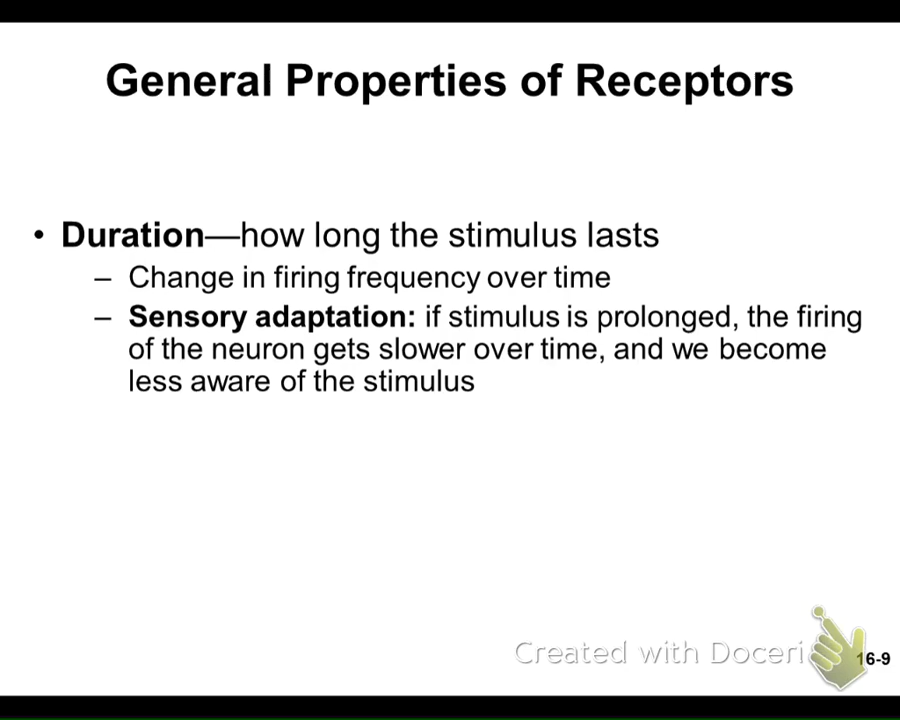 General Properties of Receptors
• Duration—how long the stimulus lasts
– Change in firing frequency over time
– Sensory adaptation: if stimulus is prolonged, the firing
of the neuron gets slower over time, and we become
less aware of the stimulus
Created with Doceri
16-9